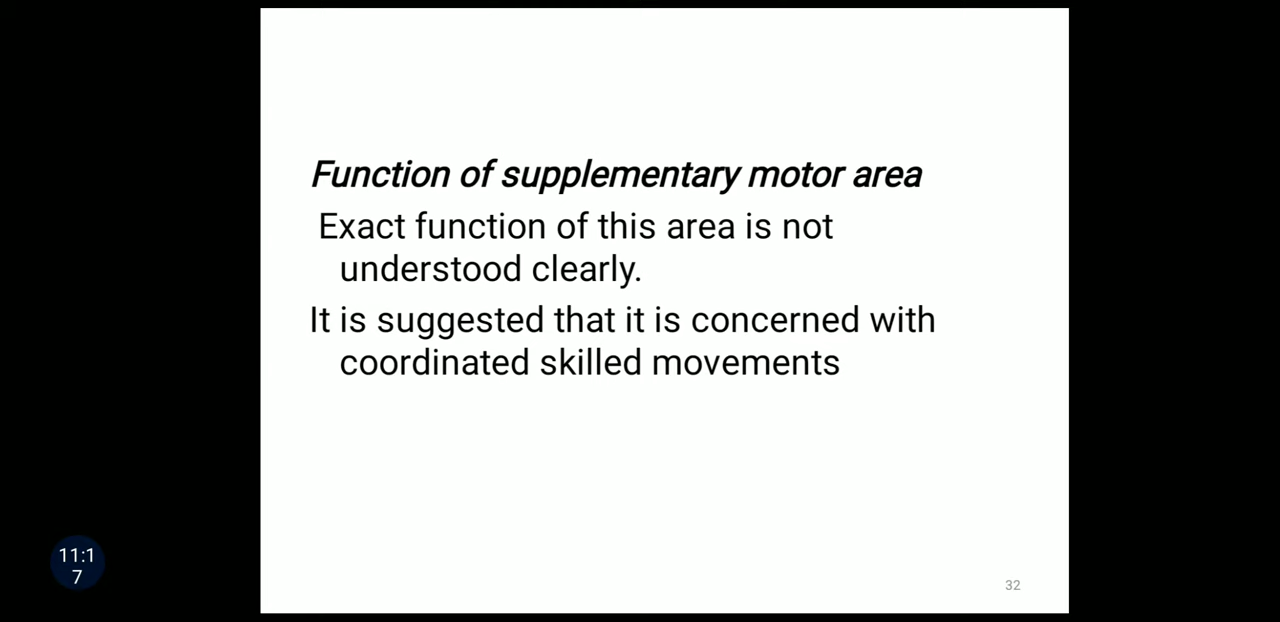 Function of supplementary motor area
Exact function of this area is not
understood clearly.
It is suggested that it is concerned with
coordinated skilled movements
11:1
7
32